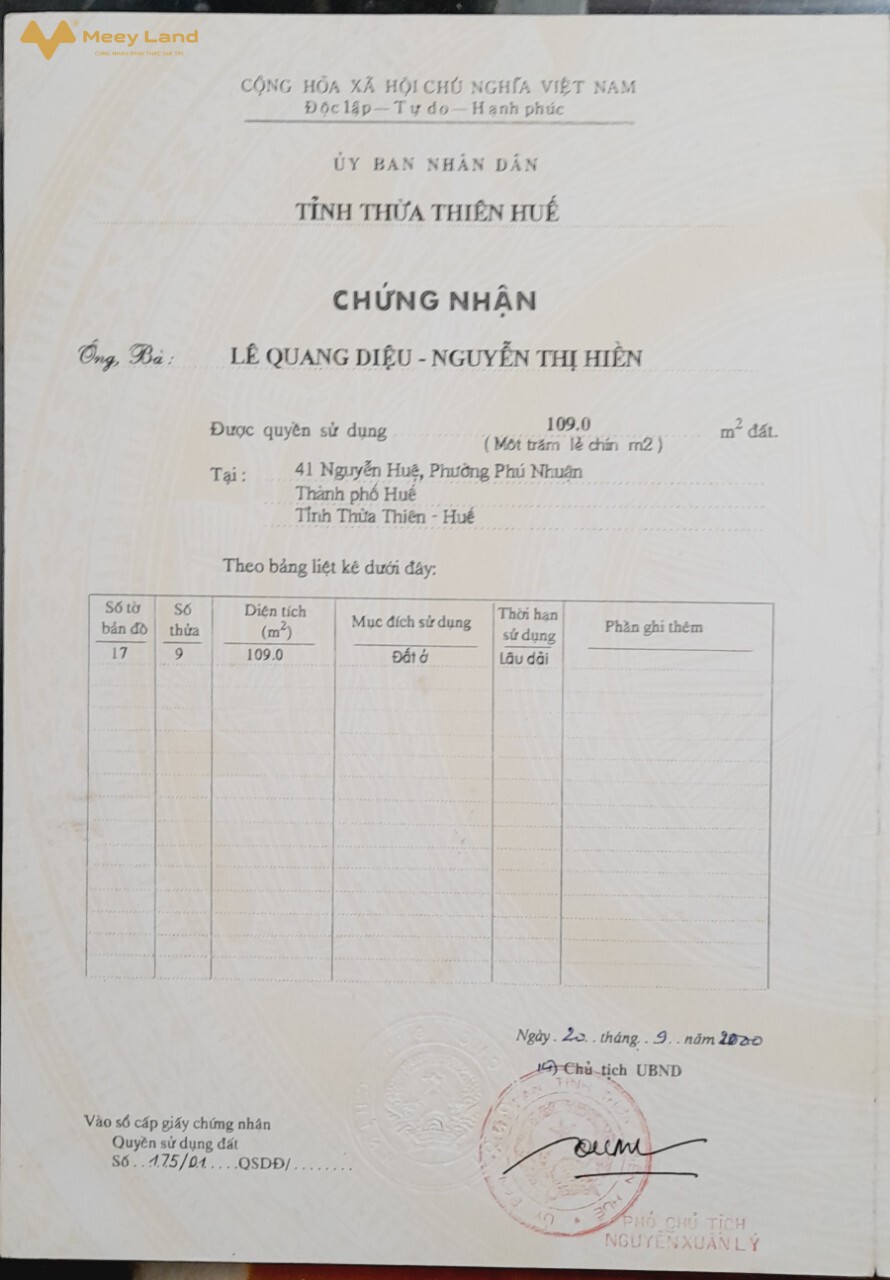 Meey Land
CỘNG HÒA XÃ HỘI CHỦ NGHĨA VIỆT NAM
Độc lập — Tự do — Hạnh phúc
ỦY BAN NHÂN DÂN
TỈNH THỪA THIÊN HUẾ
CHỨNG NHẬN
Ông, Bà : LÊ QUANG DIỆU - NGUYỄN THỊ HIỀN
Được quyền sử dụng 109.0 m² đất.
( Một trăm lẻ chín m2 )
Tại : 41 Nguyễn Huệ, Phường Phú Nhuận
Thành phố Huế
Tỉnh Thừa Thiên - Huế
Theo bảng liệt kê dưới đây:
Số tờ bản đồ Số thửa Diện tích (m²) Mục đích sử dụng Thời hạn sử dụng Phần ghi thêm
17 9 109.0 Đất ở Lâu dài
Ngày 20 tháng 9 năm 2000
Chủ tịch UBND
Vào sổ cấp giấy chứng nhân
Quyền sử dụng đất
Số 175/01 QSDĐ/
PHÓ CHỦ TỊCH
NGUYỄN XUÂN LÝ